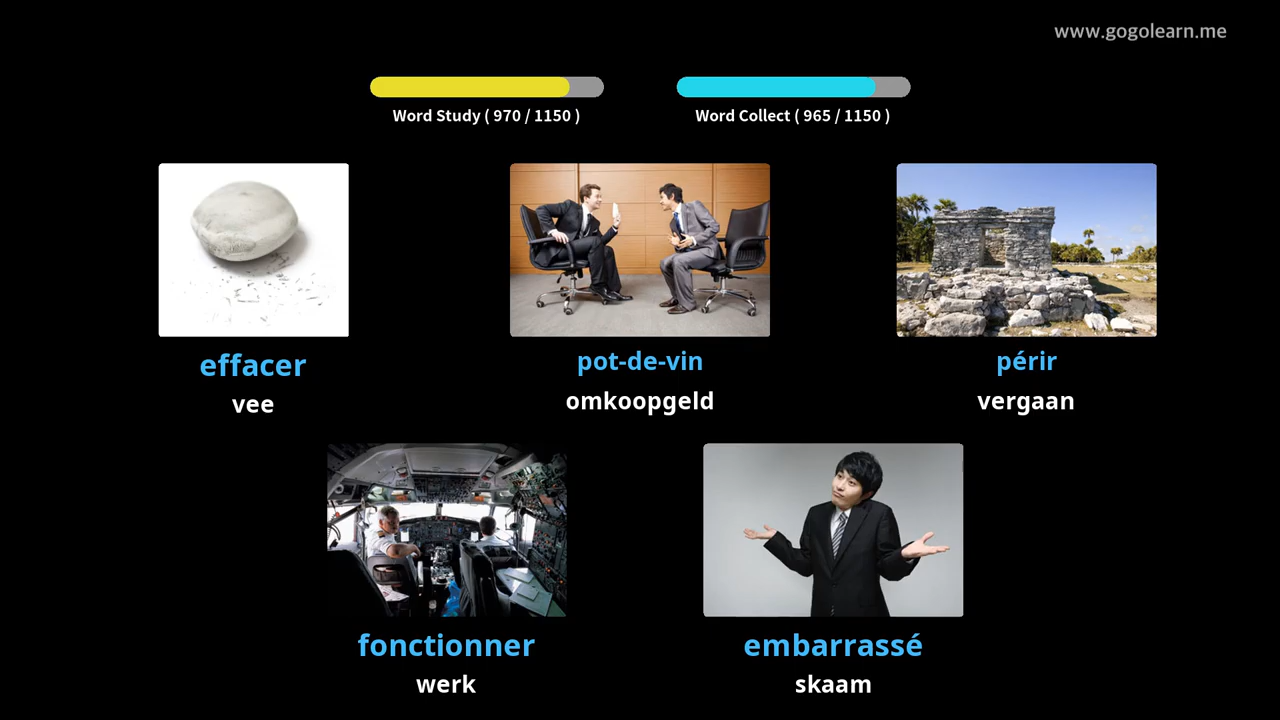 www.gogolearn.me
Word Study ( 970 / 1150 )
Word Collect ( 965 / 1150 )
effacer
vee
pot-de-vin
omkoopgeld
périr
vergaan
fonctionner
werk
embarrassé
skaam